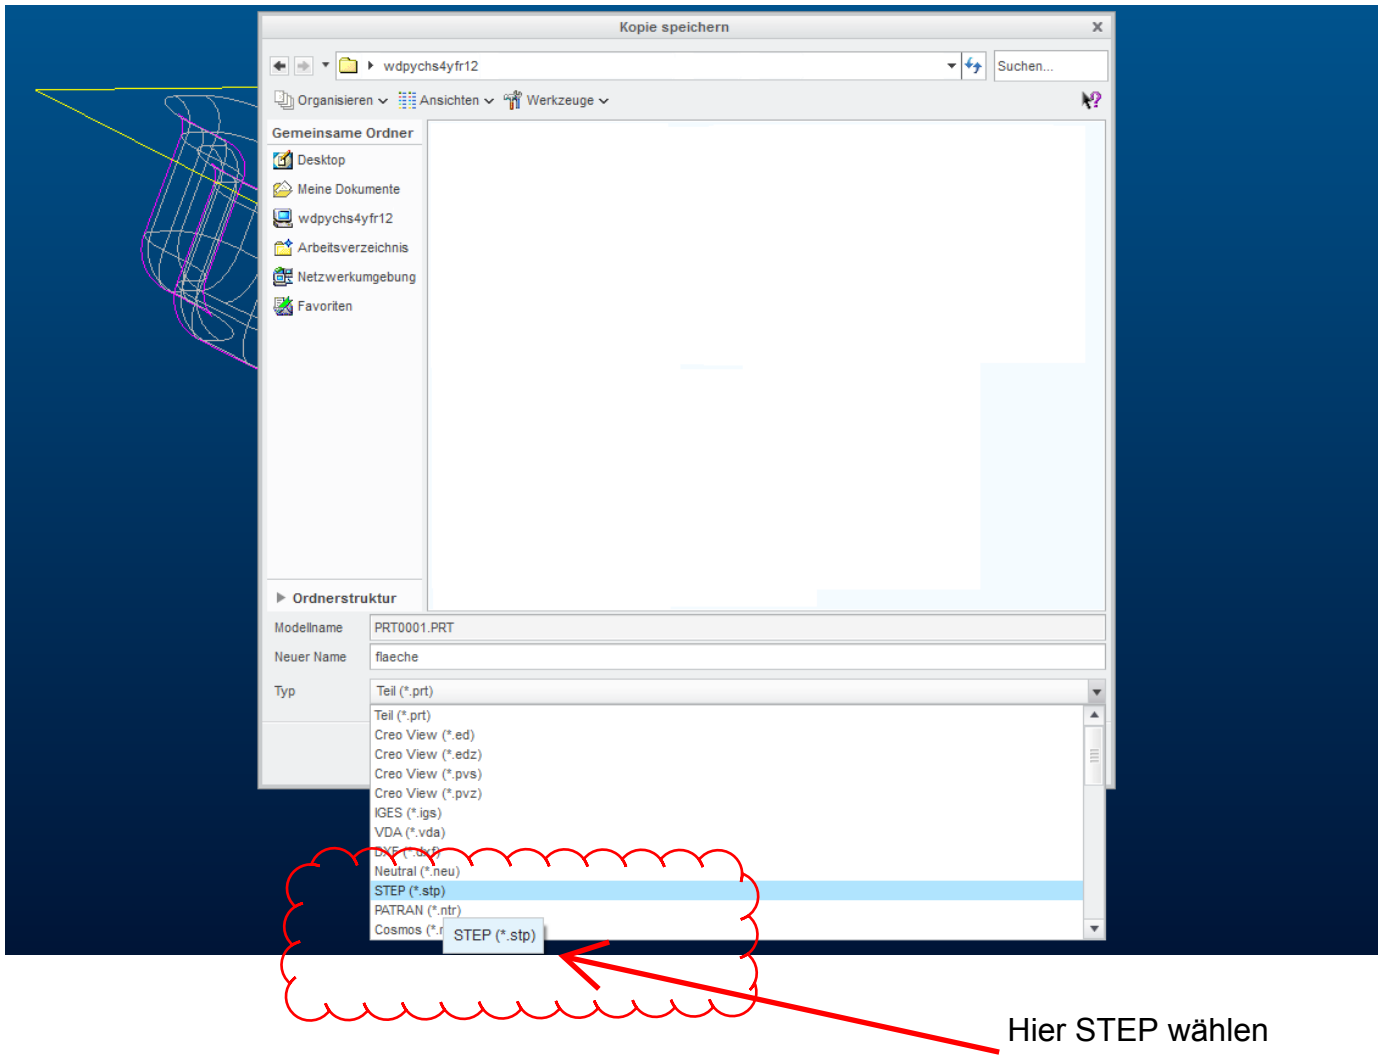 Kopie speichern
wdpychs4yfr12
Suchen...
Organisieren Ansichten Werkzeuge
Gemeinsame Ordner
Desktop
Meine Dokumente
wdpychs4yfr12
Arbeitsverzeichnis
Netzwerkumgebung
Favoriten
Ordnerstruktur
Modellname PRT0001.PRT
Neuer Name flaeche
Typ Teil (*.prt)
Teil (*.prt)
Creo View (*.ed)
Creo View (*.edz)
Creo View (*.pvs)
Creo View (*.pvz)
IGES (*.igs)
VDA (*.vda)
DXF (*.dxf)
Neutral (*.neu)
STEP (*.stp)
PATRAN (*.ntr)
Cosmos
STEP (*.stp)
Hier STEP wählen